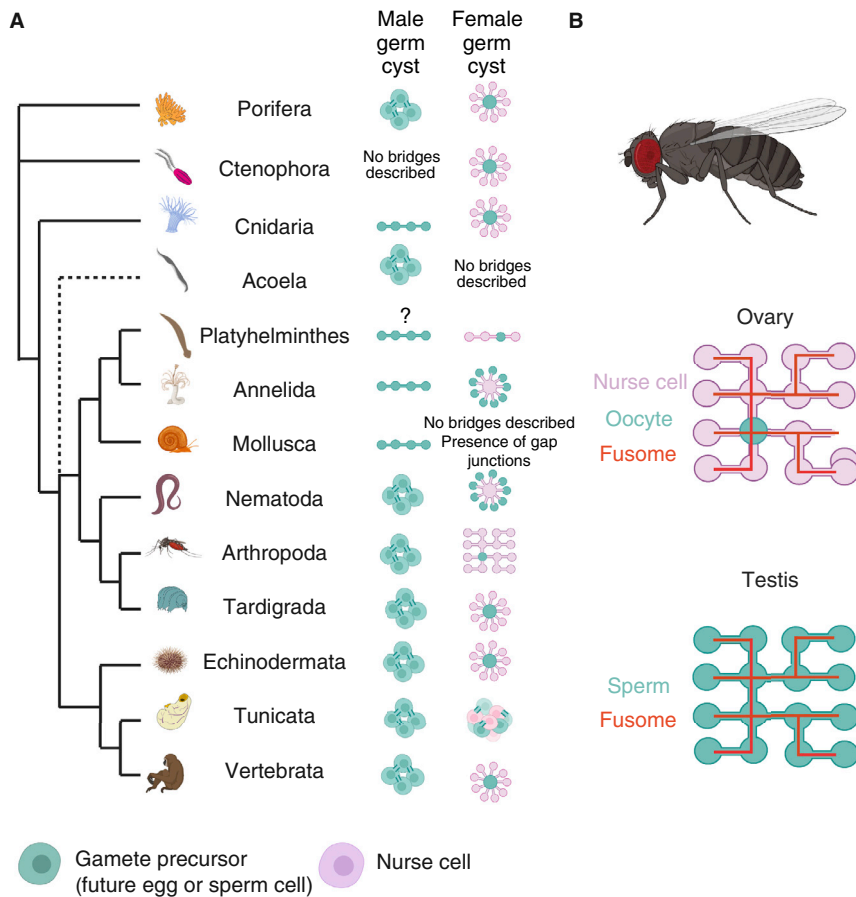 A
Male
germ
cyst
Female
germ
cyst
B
Porifera
Ctenophora
No bridges
described
Cnidaria
Acoela
No bridges
described
?
Platyhelminthes
Annelida
Mollusca
No bridges described
Presence of gap
junctions
Nematoda
Arthropoda
Tardigrada
Echinodermata
Tunicata
Vertebrata
Gamete precursor
(future egg or sperm cell)
Nurse cell
Ovary
Nurse cell
Oocyte
Fusome
Testis
Sperm
Fusome